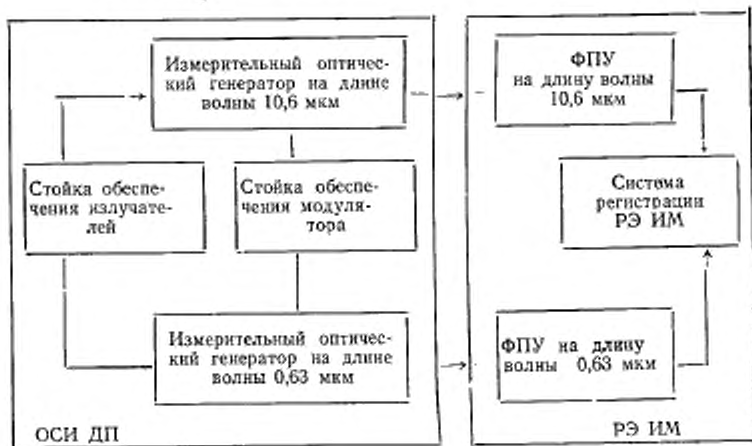 Измерительный оптичес-
кий генератор на длине
волны 10,6 мкм
ФПУ
на длину волны
10,6 мкм
Стойка обеспе-
чения излучате-
лей
Стойка обеспе-
чения модуля-
тора
Система
регистрации
РЭ ИМ
Измерительный оптичес-
кий генератор на длине
волны 0,63 мкм
ФПУ на длину
волны 0,63 мкм
ОСИ ДП
РЭ ИМ